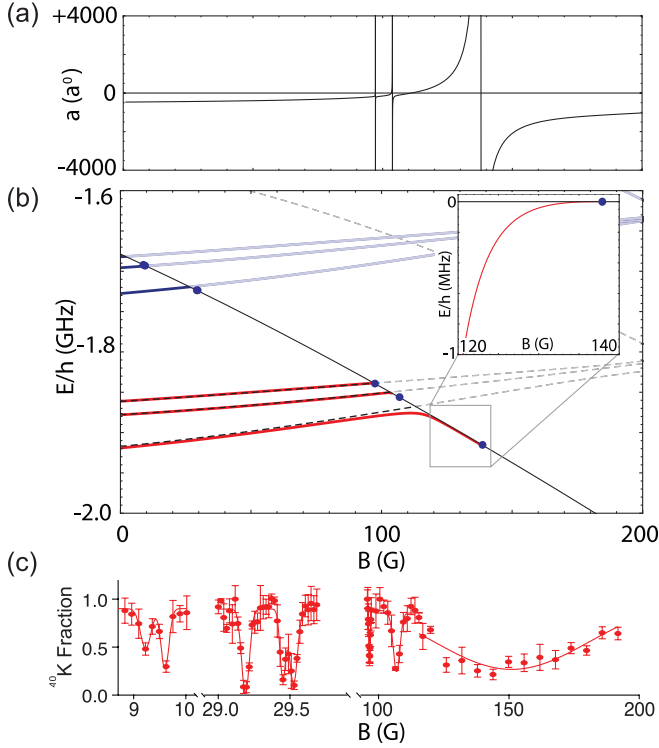 (a)
+4000
0
-4000
a (a⁰)
(b)
-1.6
-1.8
-2.0
E/h (GHz)
0
100
200
B (G)
0
-1
E/h (MHz)
120
B (G)
140
(c)
1.0
0.5
0.0
⁴⁰K Fraction
9
10
29.0
29.5
100
150
200
B (G)